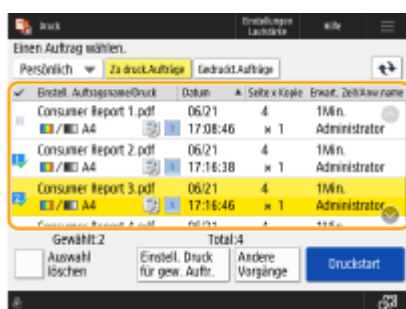 Druck
Einstellungen Lautstärke
Hilfe
Einen Auftrag wählen.
Persönlich Zu druck.Aufträge Gedruckt.Aufträge
Einstell. AuftragsnameDruck Datum Seite x Kopie Erwart. Zeit/Anw.name
Consumer Report 1.pdf 06/21 4 1Min.
/ A4 17:08:46 x 1 Administrator
Consumer Report 2.pdf 06/21 4 1Min.
1 / A4 17:16:38 x 1 Administrator
Consumer Report 3.pdf 06/21 4 1Min.
2 / A4 17:16:46 x 1 Administrator
Gewählt:2 Total:4
Auswahl löschen
Einstell. Druck für gew. Auftr.
Andere Vorgänge
Druckstart